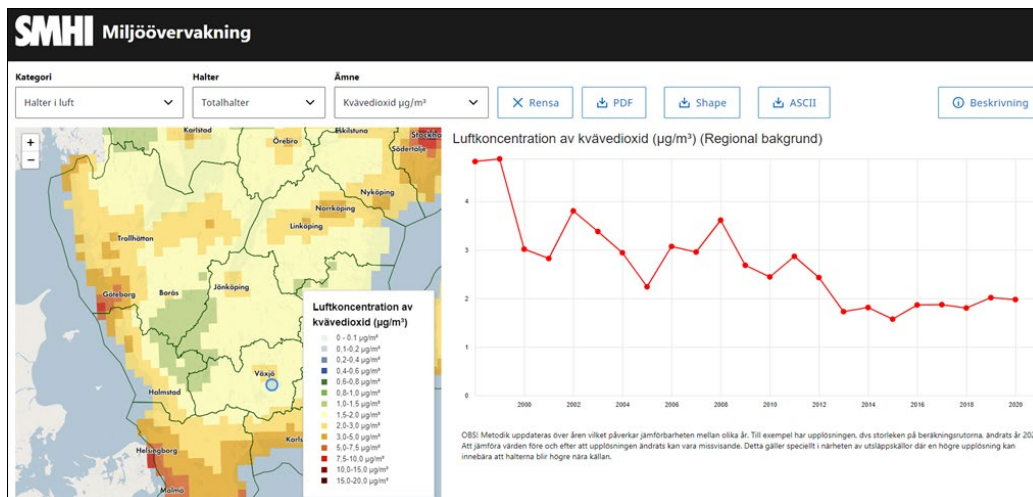 SMHI Miljöövervakning
Kategori
Halter
Ämne
Halter i luft
Totalhalter
Kvävedioxid µg/m³
Rensa
PDF
Shape
ASCII
Beskrivning
+
−
Karlstad
Örebro
Eskilstuna
Stockho
Södertälje
Nyköping
Norrköping
Linköping
Trollhättan
Göteborg
Borås
Jönköping
Växjö
Halmstad
Helsingborg
Karls
Malmö
Luftkoncentration av
kvävedioxid (µg/m³)
0 - 0.1 µg/m³
0,1-0,2 µg/m³
0,2-0,4 µg/m³
0,4-0,6 µg/m³
0,6-0,8 µg/m³
0,8-1,0 µg/m³
1,0-1,5 µg/m³
1,5-2,0 µg/m³
2,0-3,0 µg/m³
3,0-5,0 µg/m³
5,0-7,5 µg/m³
7,5-10,0 µg/m³
10,0-15,0 µg/m³
15,0-20,0 µg/m³
Luftkoncentration av kvävedioxid (µg/m³) (Regional bakgrund)
4
3
2
1
0
2000
2002
2004
2006
2008
2010
2012
2014
2016
2018
2020
OBS! Metodik uppdateras över åren vilket påverkar jämförbarheten mellan olika år. Till exempel har upplösningen, dvs storleken på beräkningsrutorna, ändrats år 202
Att jämföra värden före och efter att upplösningen ändrats kan vara missvisande. Detta gäller speciellt i närheten av utsläppskällor där en högre upplösning kan
innebära att halterna blir högre nära källan.